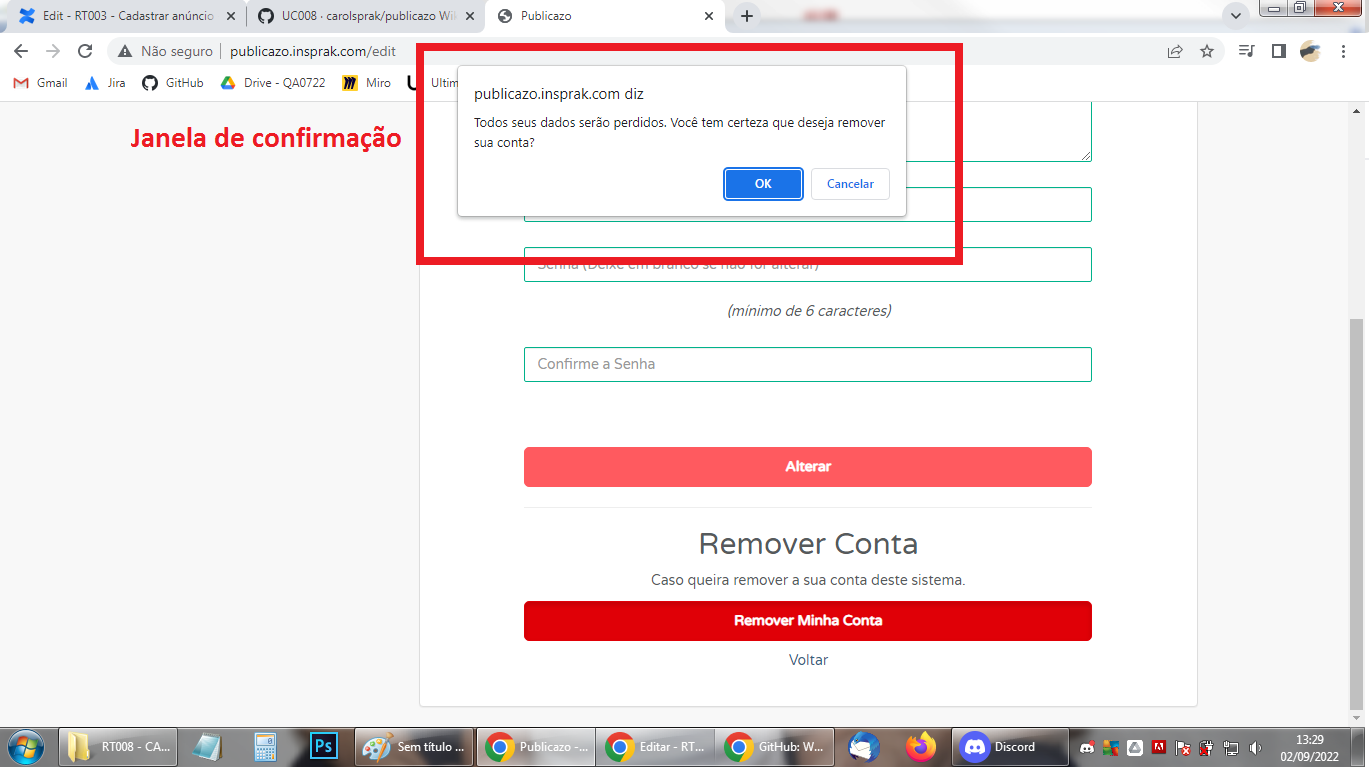 Edit - RT003 - Cadastrar anúncio
UC008 · carolsprak/publicazo Wik
Publicazo
Não seguro
publicazo.insprak.com/edit
Gmail
Jira
GitHub
Drive - QA0722
Miro
Ultim
Janela de confirmação
publicazo.insprak.com diz
Todos seus dados serão perdidos. Você tem certeza que deseja remover
sua conta?
OK
Cancelar
Senha (Deixe em branco se não for alterar)
(mínimo de 6 caracteres)
Confirme a Senha
Alterar
Remover Conta
Caso queira remover a sua conta deste sistema.
Remover Minha Conta
Voltar
RT008 - CA...
Ps
Sem título ...
Publicazo -...
Editar - RT...
GitHub: W...
Discord
13:29
02/09/2022